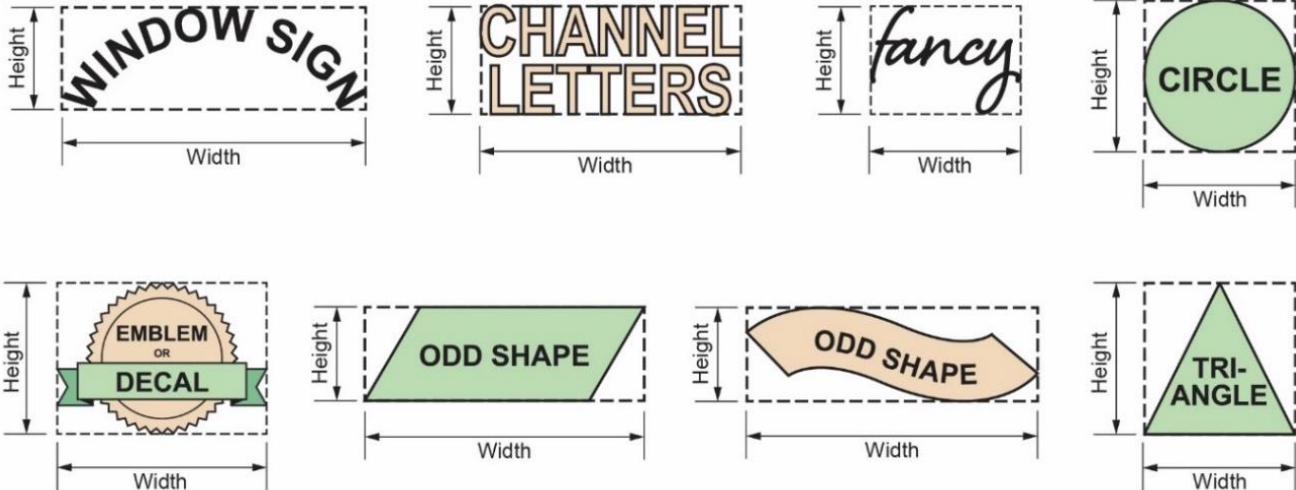 Height
WINDOW SIGN
Width
Height
CHANNEL
LETTERS
Width
Height
fancy
Width
Height
CIRCLE
Width
Height
EMBLEM
OR
DECAL
Width
Height
ODD SHAPE
Width
Height
ODD SHAPE
Width
Height
TRI-
ANGLE
Width